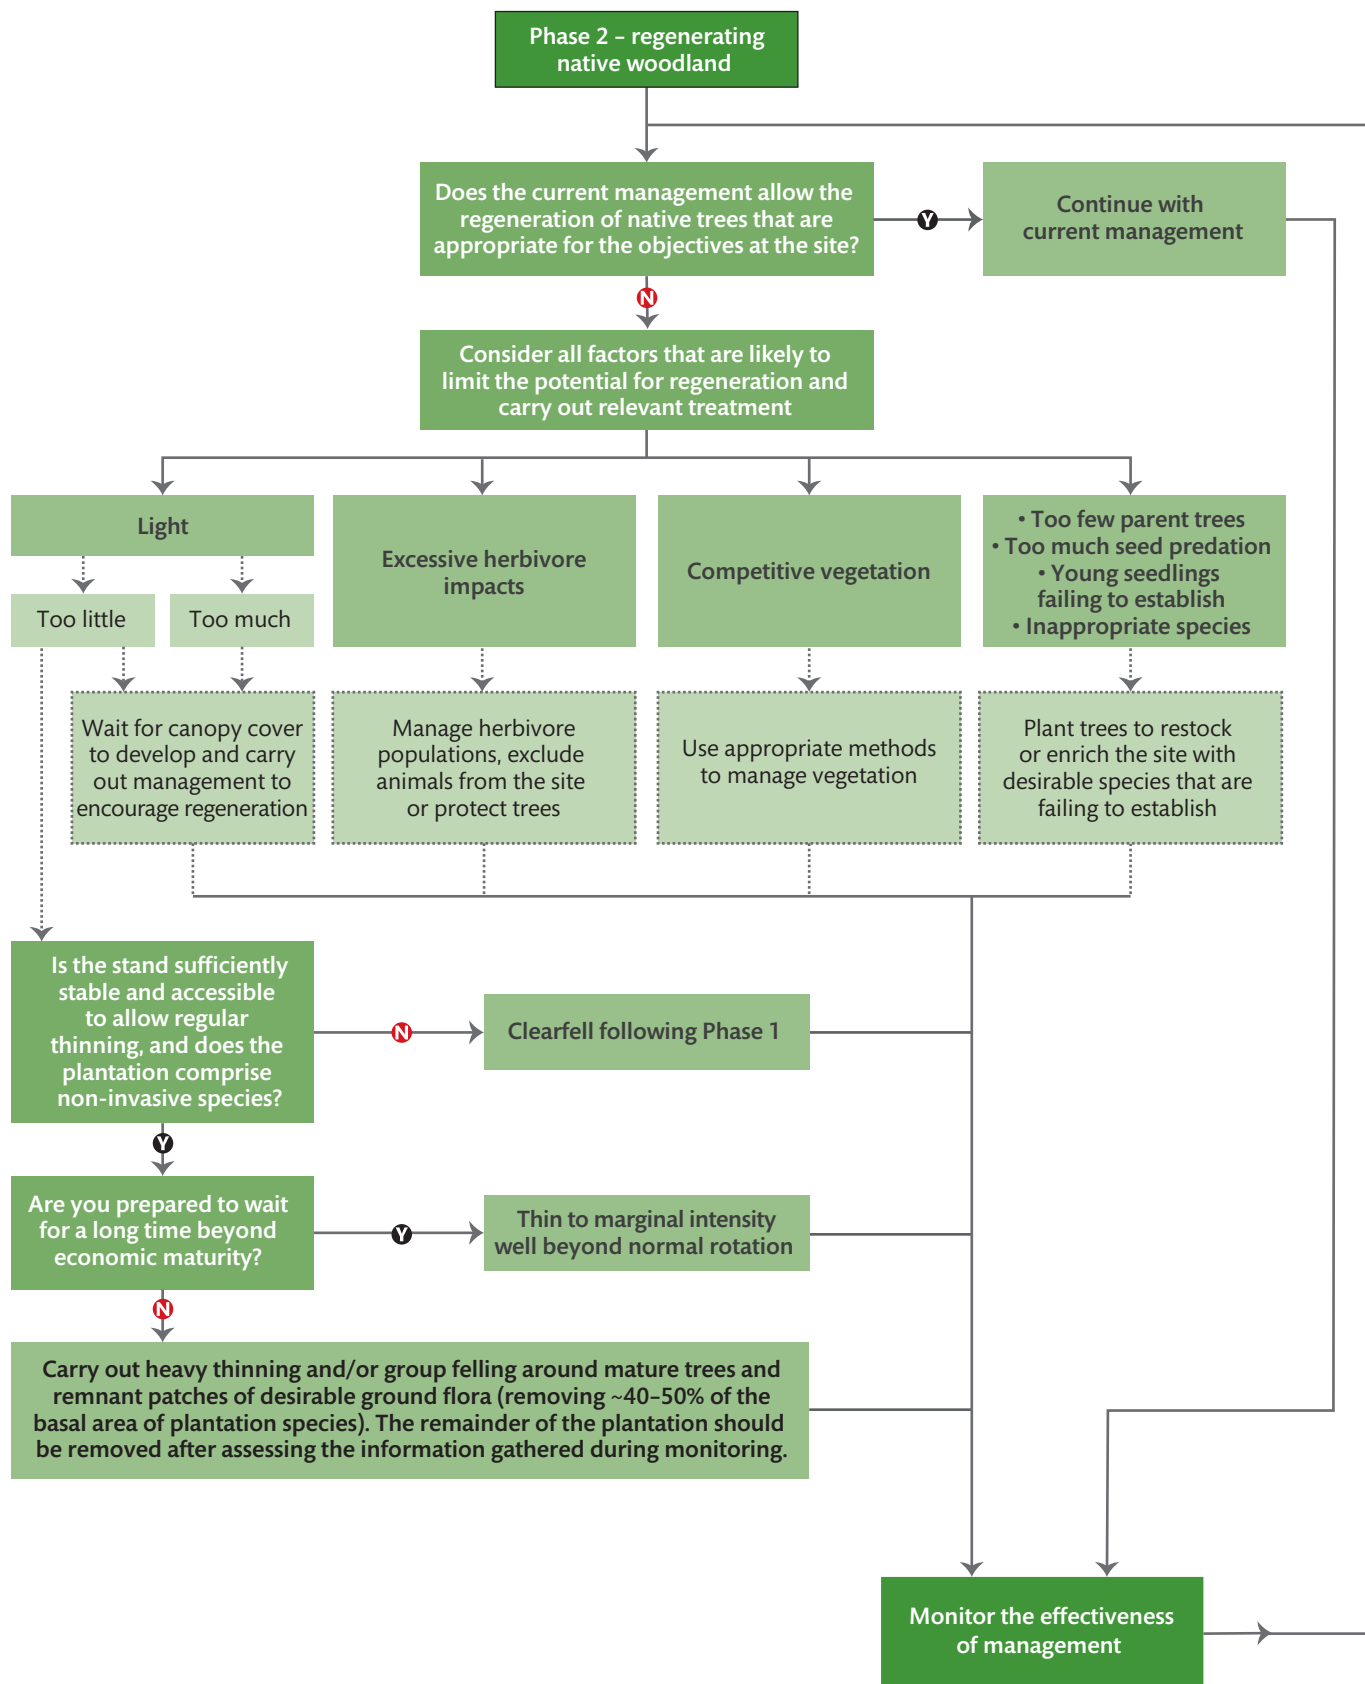 Phase 2 – regenerating
native woodland
Does the current management allow the
regeneration of native trees that are
appropriate for the objectives at the site?
Y
Continue with
current management
N
Consider all factors that are likely to
limit the potential for regeneration and
carry out relevant treatment
Light
Too little
Too much
Excessive herbivore
impacts
Competitive vegetation
• Too few parent trees
• Too much seed predation
• Young seedlings
failing to establish
• Inappropriate species
Wait for canopy cover
to develop and carry
out management to
encourage regeneration
Manage herbivore
populations, exclude
animals from the site
or protect trees
Use appropriate methods
to manage vegetation
Plant trees to restock
or enrich the site with
desirable species that are
failing to establish
Is the stand sufficiently
stable and accessible
to allow regular
thinning, and does the
plantation comprise
non-invasive species?
N
Clearfell following Phase 1
Y
Are you prepared to wait
for a long time beyond
economic maturity?
Y
Thin to marginal intensity
well beyond normal rotation
N
Carry out heavy thinning and/or group felling around mature trees and
remnant patches of desirable ground flora (removing ~40–50% of the
basal area of plantation species). The remainder of the plantation should
be removed after assessing the information gathered during monitoring.
Monitor the effectiveness
of management